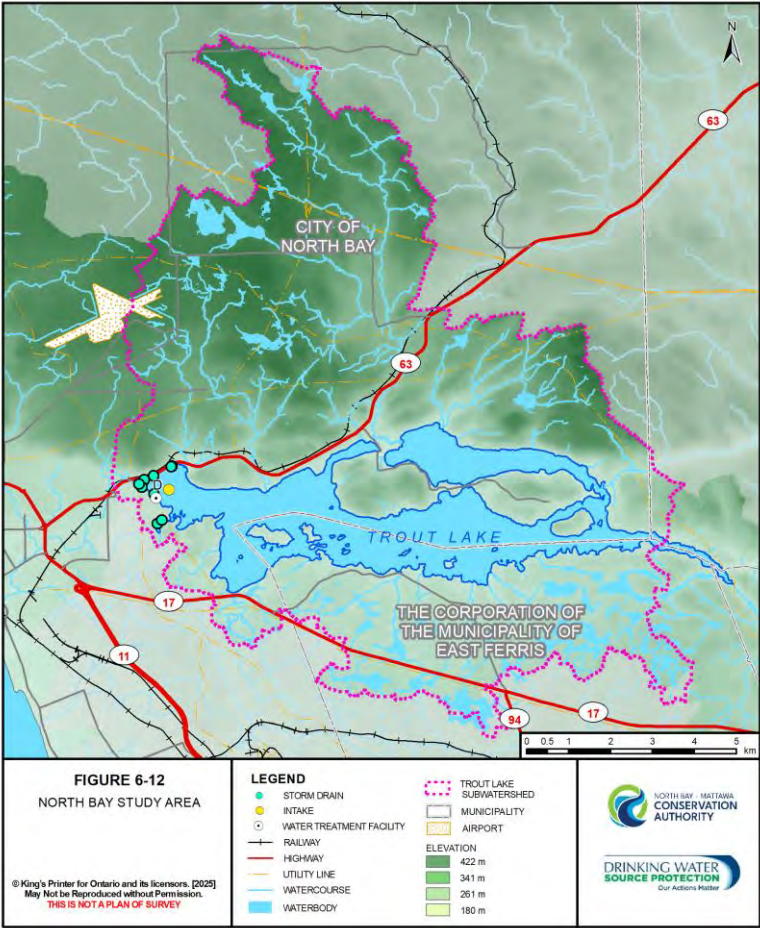 N
63
CITY OF
NORTH BAY
63
TROUT LAKE
17
THE CORPORATION OF
THE MUNICIPALITY OF
EAST FERRIS
11
94
17
0 0.5 1 2 3 4 5
km
FIGURE 6-12
NORTH BAY STUDY AREA
© King's Printer for Ontario and its licensors. [2025]
May Not be Reproduced without Permission.
THIS IS NOT A PLAN OF SURVEY
LEGEND
STORM DRAIN
INTAKE
WATER TREATMENT FACILITY
RAILWAY
HIGHWAY
UTILITY LINE
WATERCOURSE
WATERBODY
TROUT LAKE
SUBWATERSHED
MUNICIPALITY
AIRPORT
ELEVATION
422 m
341 m
261 m
180 m
NORTH BAY - MATTAWA
CONSERVATION
AUTHORITY
DRINKING WATER
SOURCE PROTECTION
Our Actions Matter